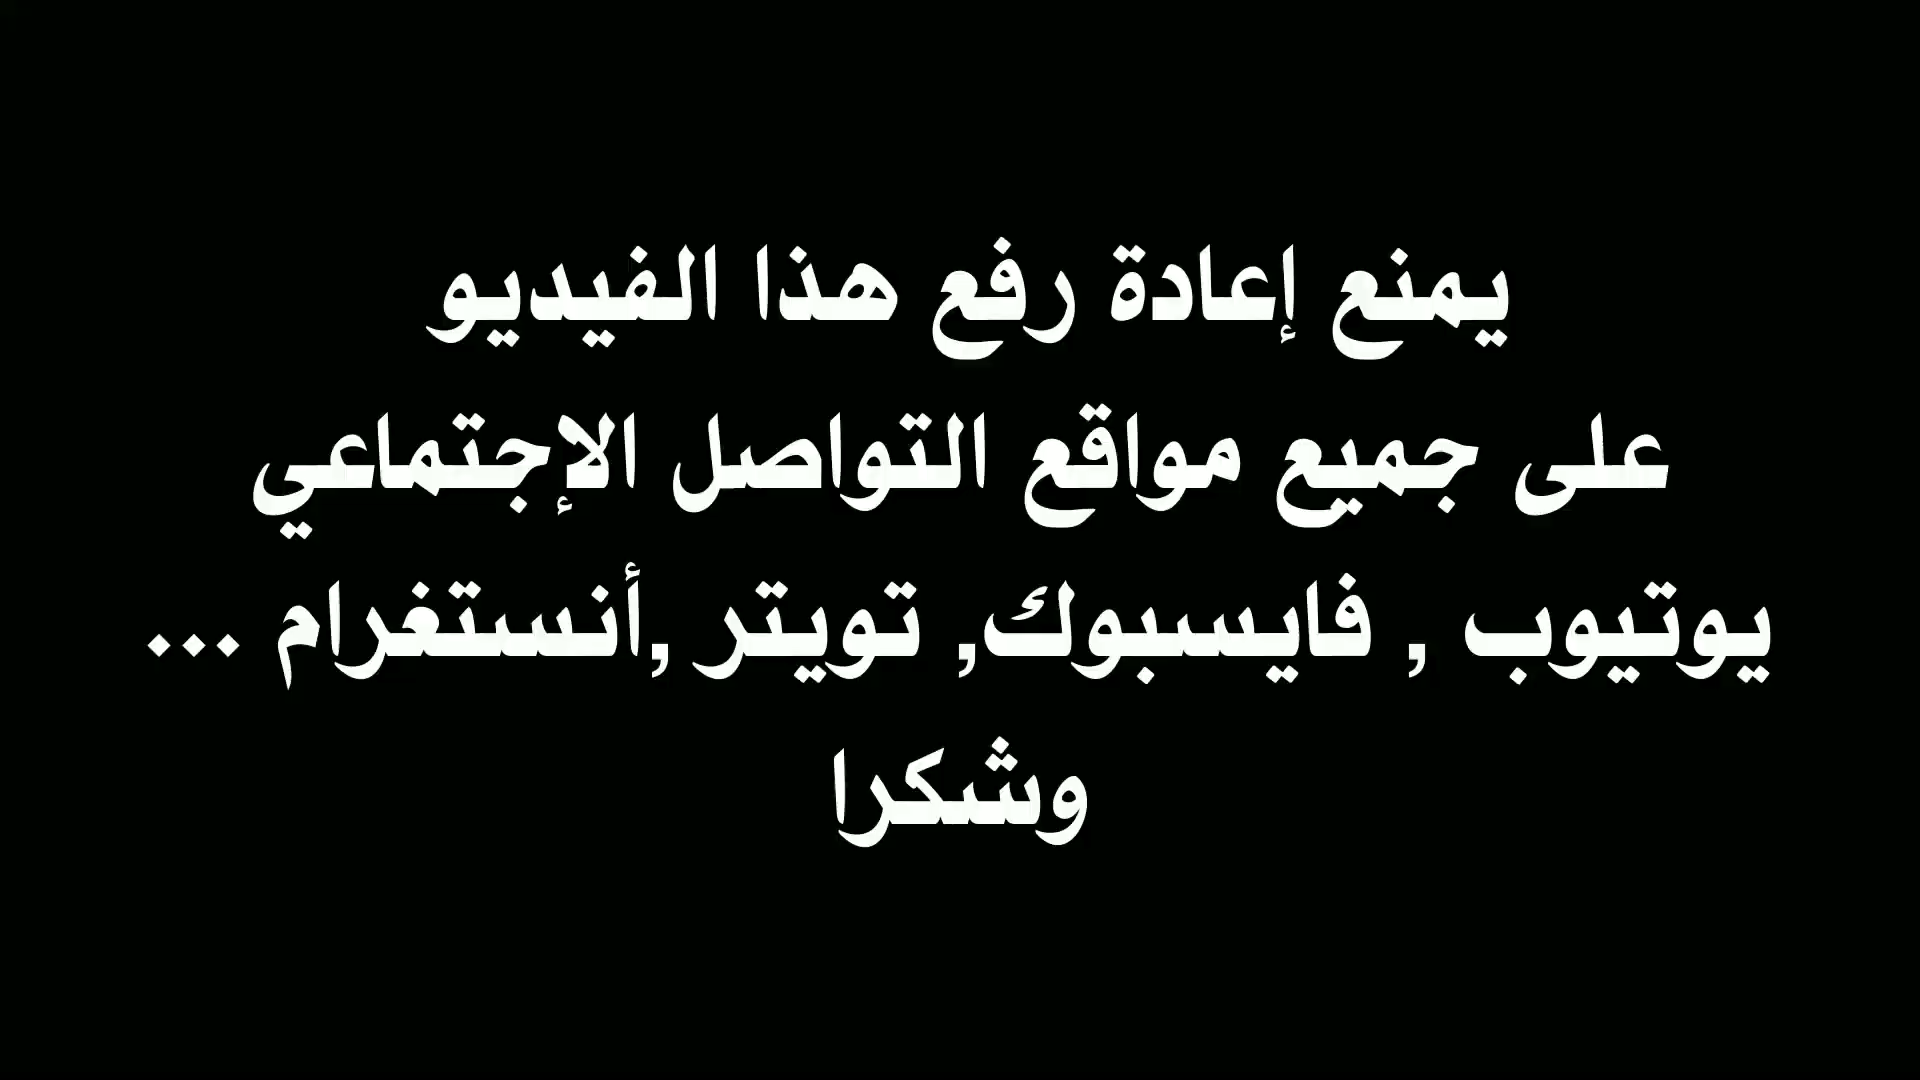 يمنع إعادة رفع هذا الفيديو
على جميع مواقع التواصل الإجتماعي
يوتيوب , فايسبوك, تويتر ,أنستغرام ...
وشكرا